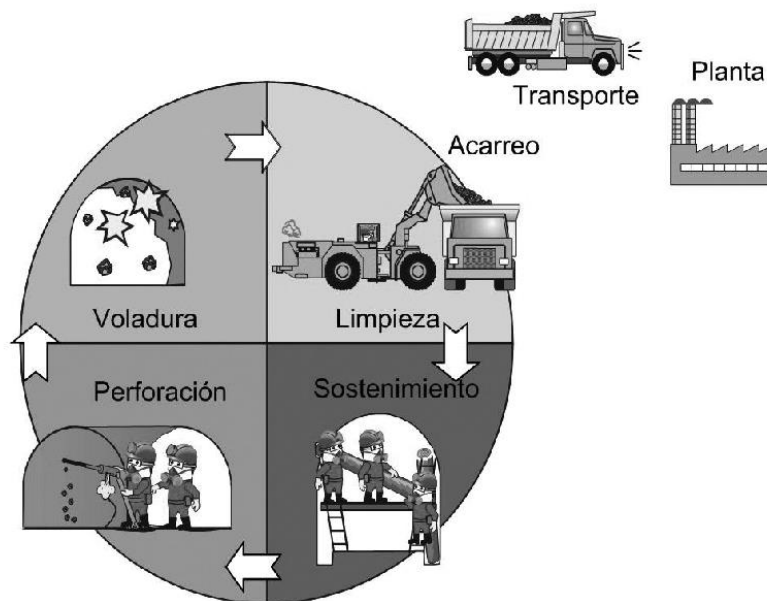 Transporte
Planta
Acarreo
Voladura
Limpieza
Perforación
Sostenimiento